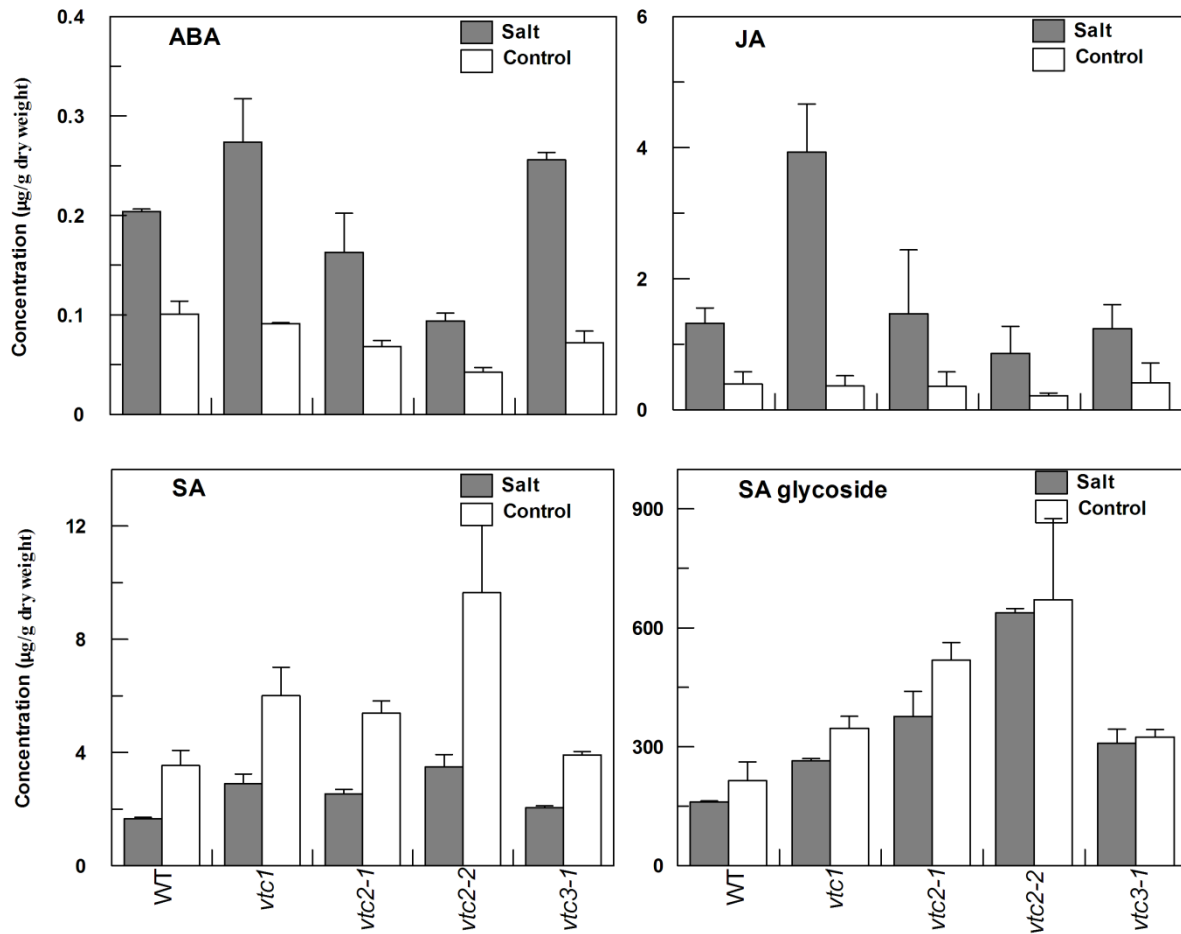 ABA
Salt
Control
0.4
0.3
0.2
0.1
0
Concentration (µg/g dry weight)
JA
Salt
Control
6
4
2
0
SA
Salt
Control
12
8
4
0
Concentration (µg/g dry weight)
WT
vtc1
vtc2-1
vtc2-2
vtc3-1
SA glycoside
Salt
Control
900
600
300
0
WT
vtc1
vtc2-1
vtc2-2
vtc3-1